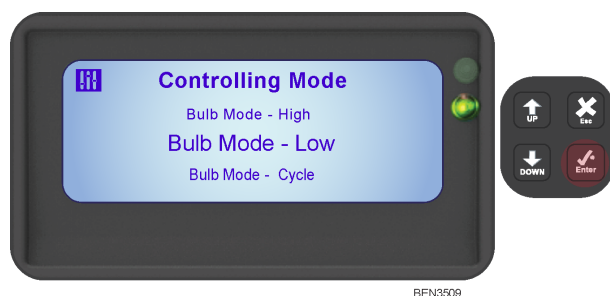 Controlling Mode
Bulb Mode - High
Bulb Mode - Low
Bulb Mode - Cycle
UP
Esc
DOWN
Enter
BEN3509